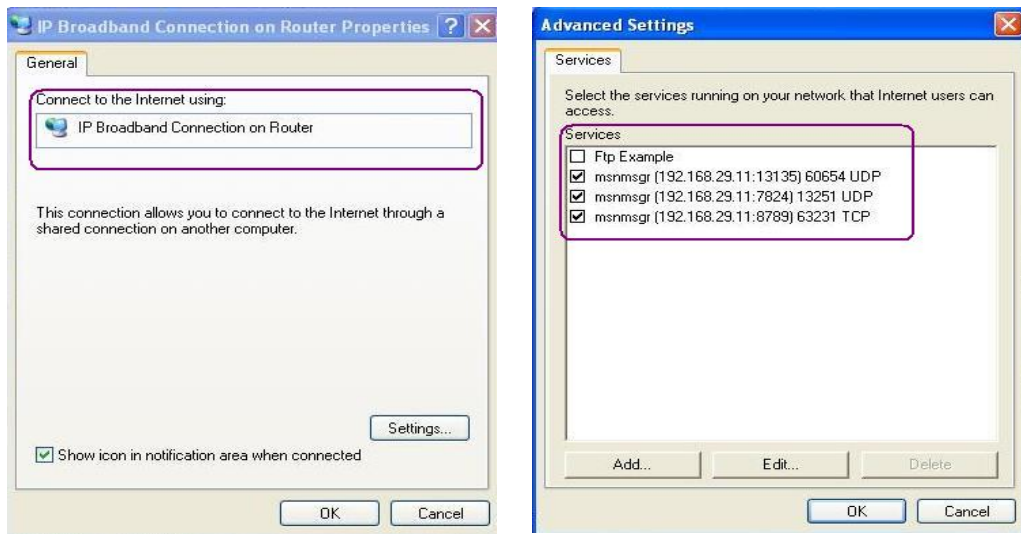 IP Broadband Connection on Router Properties
General
Connect to the Internet using:
IP Broadband Connection on Router
This connection allows you to connect to the Internet through a
shared connection on another computer.
Settings...
Show icon in notification area when connected
OK
Cancel
Advanced Settings
Services
Select the services running on your network that Internet users can
access.
Services
Ftp Example
msnmsgr (192.168.29.11:13135) 60654 UDP
msnmsgr (192.168.29.11:7824) 13251 UDP
msnmsgr (192.168.29.11:8789) 63231 TCP
Add...
Edit...
Delete
OK
Cancel